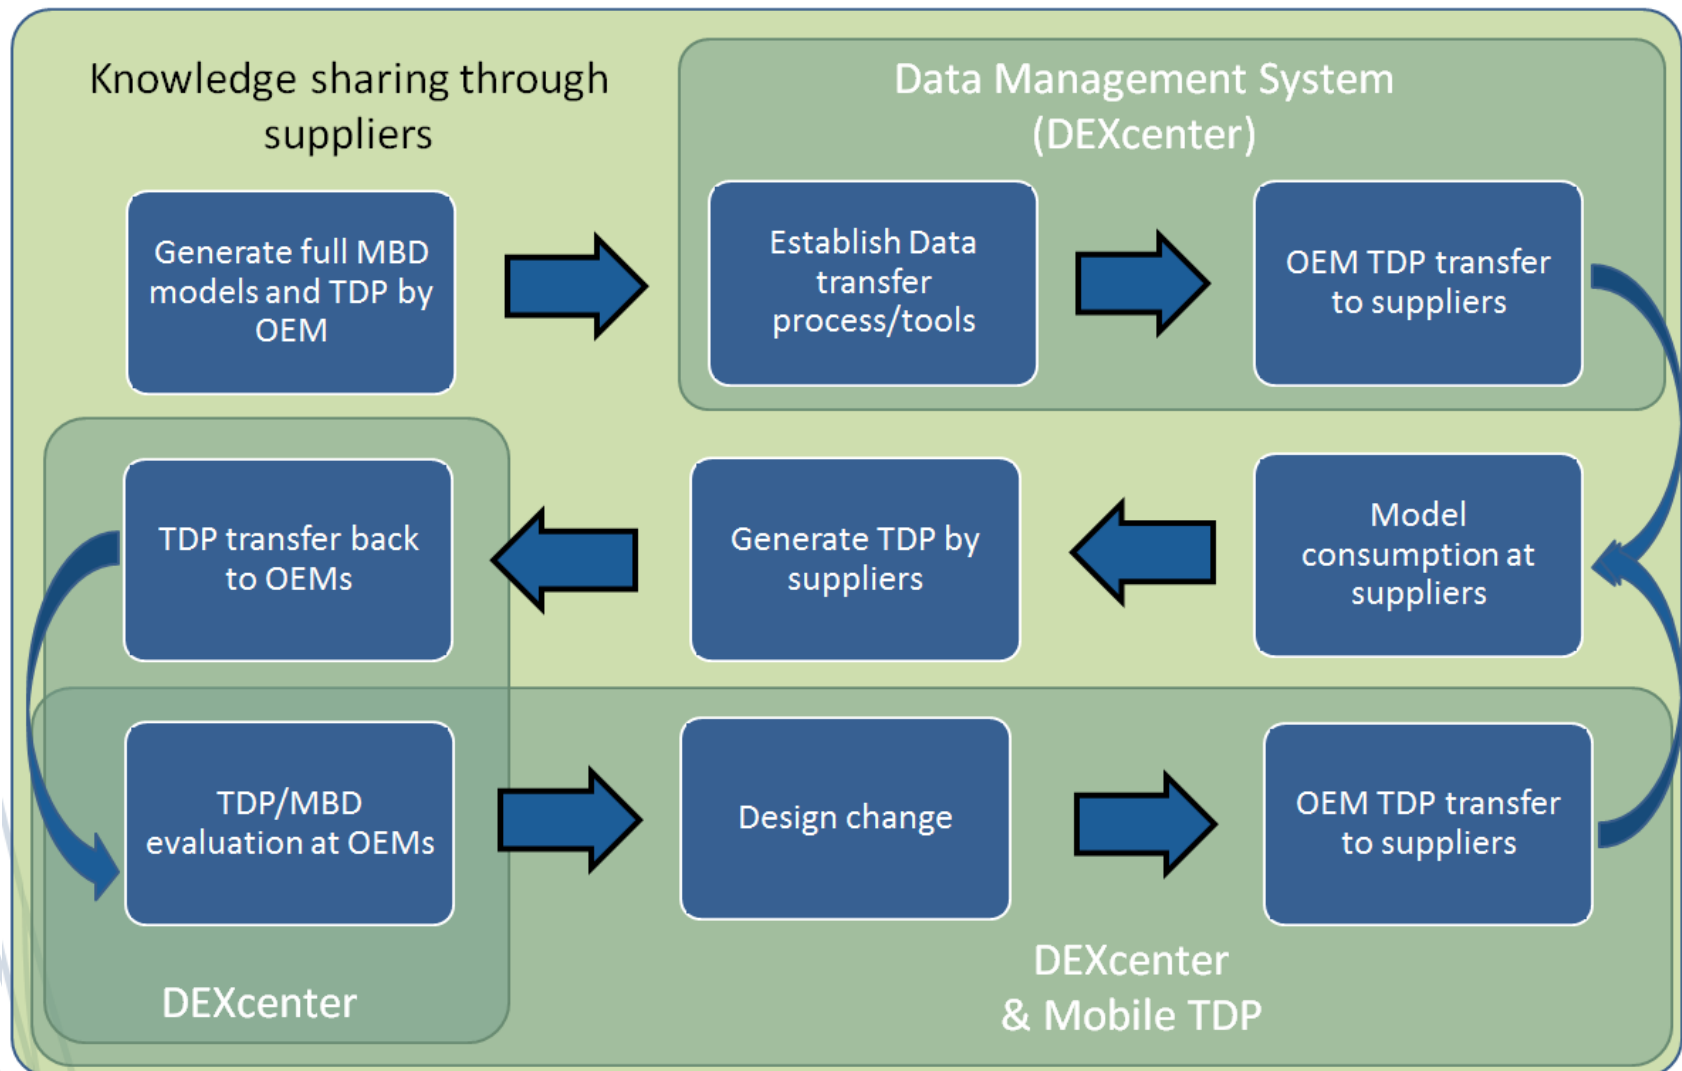 Knowledge sharing through
suppliers
Data Management System
(DEXcenter)
Generate full MBD
models and TDP by
OEM
Establish Data
transfer
process/tools
OEM TDP transfer
to suppliers
TDP transfer back
to OEMs
Generate TDP by
suppliers
Model
consumption at
suppliers
TDP/MBD
evaluation at OEMs
Design change
OEM TDP transfer
to suppliers
DEXcenter
DEXcenter
& Mobile TDP